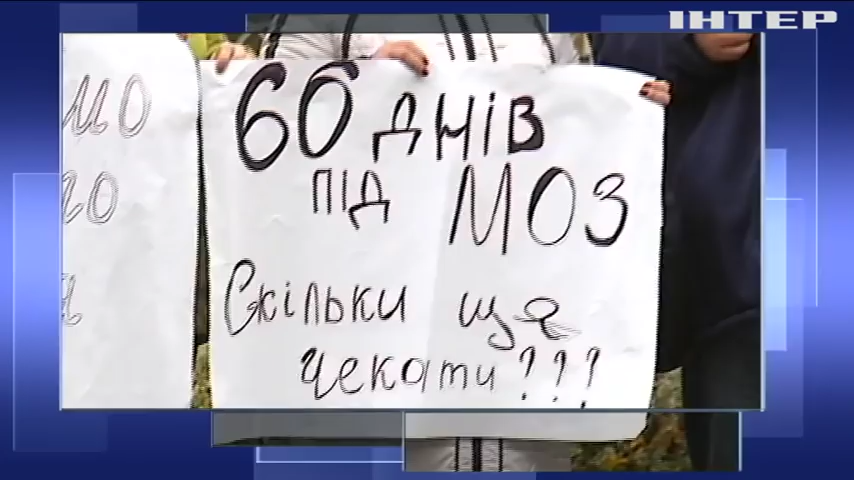 ІНТЕР
60 днів
під МОЗ
Скільки ще
чекати???